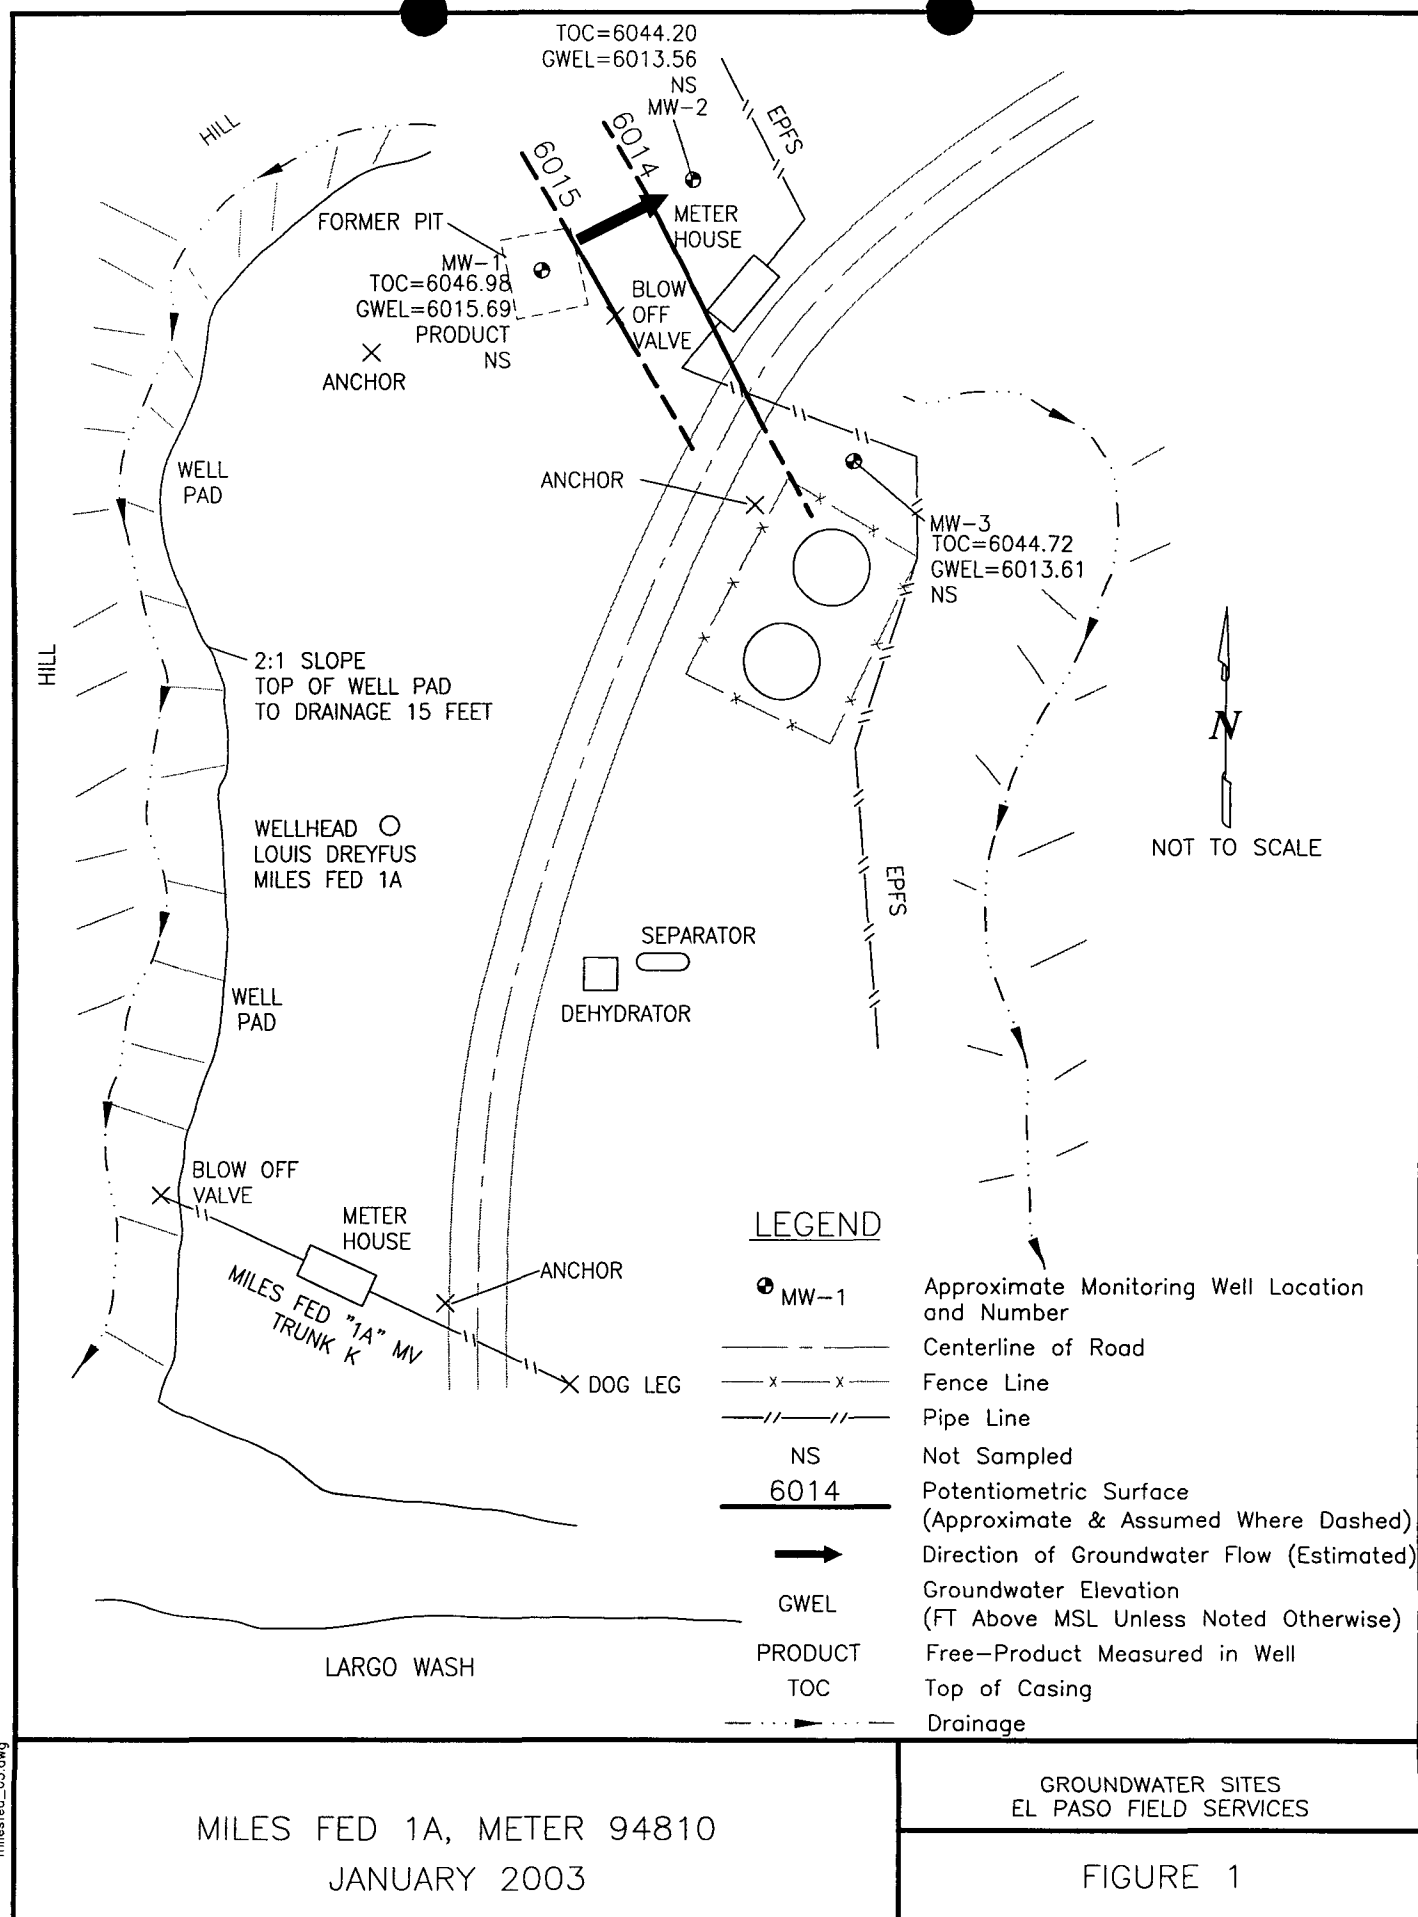 TOC=6044.20
GWEL=6013.56
NS
MW-2
EPFS
HILL
6014
6015
FORMER PIT
METER
HOUSE
MW-1
TOC=6046.98
GWEL=6015.69
PRODUCT
NS
BLOW
OFF
VALVE
ANCHOR
WELL
PAD
ANCHOR
MW-3
TOC=6044.72
GWEL=6013.61
NS
HILL
2:1 SLOPE
TOP OF WELL PAD
TO DRAINAGE 15 FEET
N
NOT TO SCALE
WELLHEAD
LOUIS DREYFUS
MILES FED 1A
EPFS
SEPARATOR
DEHYDRATOR
WELL
PAD
BLOW OFF
VALVE
METER
HOUSE
ANCHOR
MILES FED "1A" MV
TRUNK K
DOG LEG
LEGEND
MW-1 Approximate Monitoring Well Location
and Number
Centerline of Road
x x Fence Line
Pipe Line
NS Not Sampled
6014 Potentiometric Surface
(Approximate & Assumed Where Dashed)
Direction of Groundwater Flow (Estimated)
GWEL Groundwater Elevation
(FT Above MSL Unless Noted Otherwise)
PRODUCT Free-Product Measured in Well
TOC Top of Casing
Drainage
LARGO WASH
MILES FED 1A, METER 94810
JANUARY 2003
GROUNDWATER SITES
EL PASO FIELD SERVICES
FIGURE 1